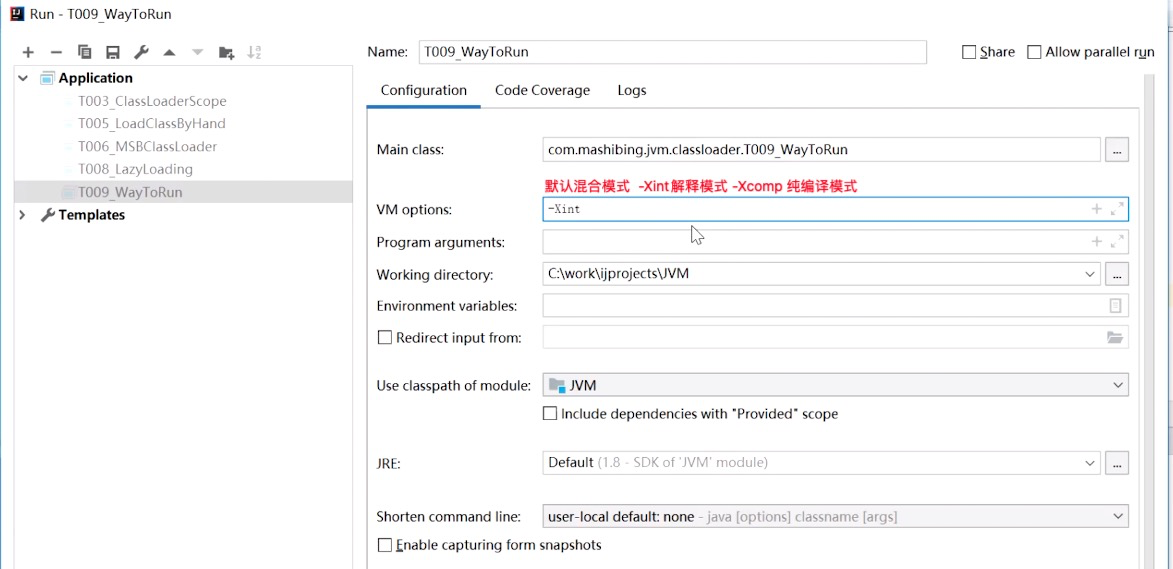 Run - T009_WayToRun
Name: T009_WayToRun Share Allow parallel run
Application
T003_ClassLoaderScope
T005_LoadClassByHand
T006_MSBClassLoader
T008_LazyLoading
T009_WayToRun
Templates
Configuration Code Coverage Logs
Main class: com.mashibing.jvm.classloader.T009_WayToRun ...
默认混合模式 -Xint解释模式 -Xcomp 纯编译模式
VM options: -Xint
Program arguments:
Working directory: C:\work\ijprojects\JVM ...
Environment variables:
Redirect input from:
Use classpath of module: JVM
Include dependencies with "Provided" scope
JRE: Default (1.8 - SDK of 'JVM' module) ...
Shorten command line: user-local default: none - java [options] classname [args]
Enable capturing form snapshots